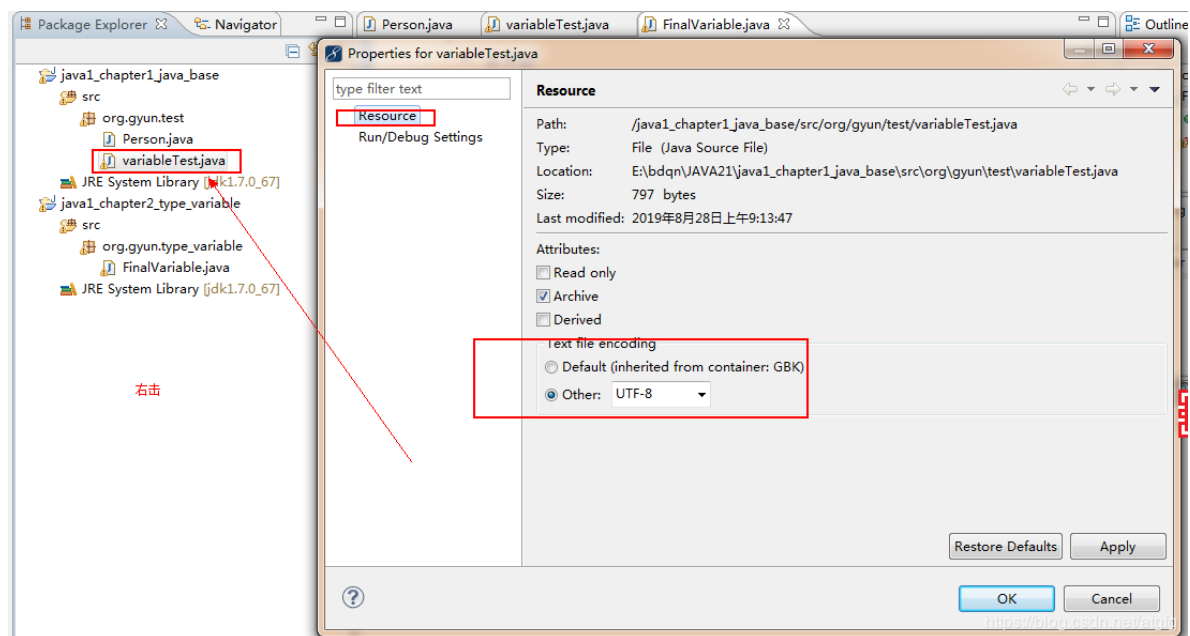 Package Explorer
Navigator
Person.java
variableTest.java
FinalVariable.java
Outline
java1_chapter1_java_base
src
org.gyun.test
Person.java
variableTest.java
JRE System Library [jdk1.7.0_67]
java1_chapter2_type_variable
src
org.gyun.type_variable
FinalVariable.java
JRE System Library [jdk1.7.0_67]
右击
Properties for variableTest.java
type filter text
Resource
Run/Debug Settings
Resource
Path: /java1_chapter1_java_base/src/org/gyun/test/variableTest.java
Type: File (Java Source File)
Location: E:\bdqn\JAVA21\java1_chapter1_java_base\src\org\gyun\test\variableTest.java
Size: 797 bytes
Last modified: 2019年8月28日上午9:13:47
Attributes:
Read only
Archive
Derived
Text file encoding
Default (inherited from container: GBK)
Other: UTF-8
Restore Defaults
Apply
OK
Cancel